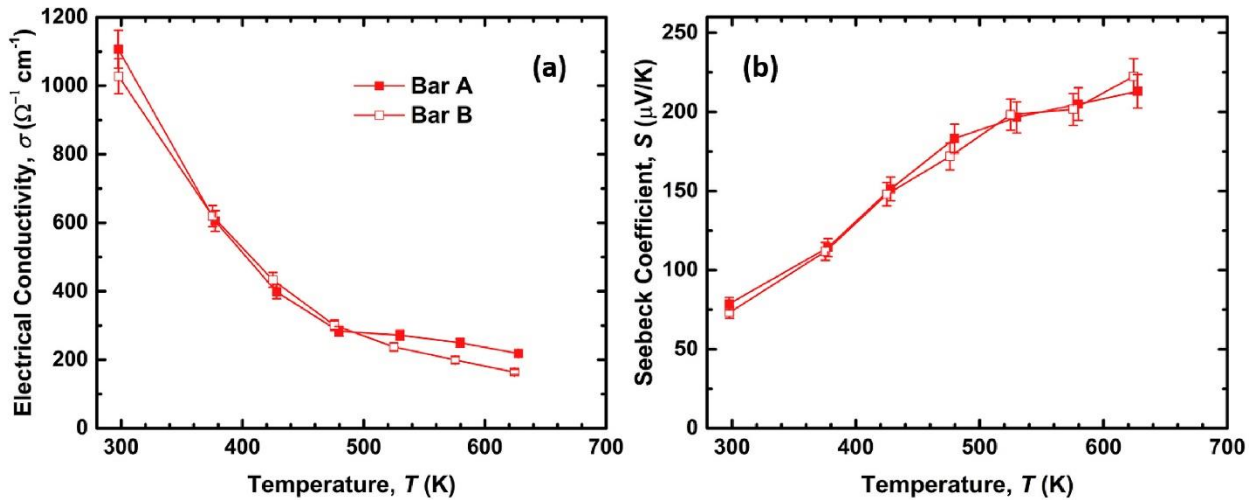 1200
1000
800
600
400
200
0
300
400
500
600
700
Electrical Conductivity, σ (Ω⁻¹ cm⁻¹)
Temperature, T (K)
(a)
Bar A
Bar B
250
200
150
100
50
0
300
400
500
600
700
Seebeck Coefficient, S (μV/K)
Temperature, T (K)
(b)